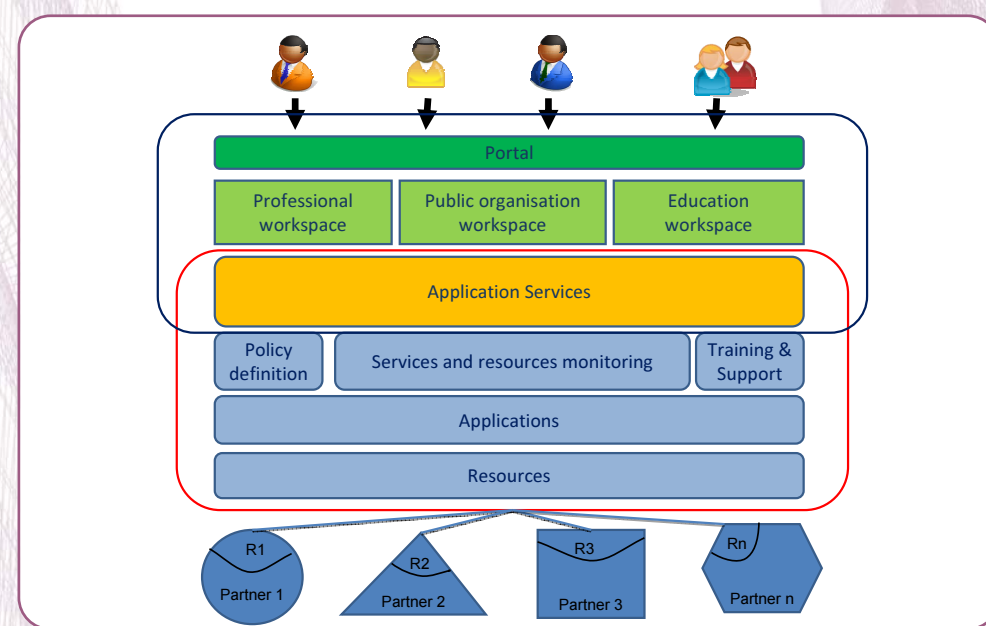 Portal
Professional
workspace
Public organisation
workspace
Education
workspace
Application Services
Policy
definition
Services and resources monitoring
Training &
Support
Applications
Resources
R1
Partner 1
R2
Partner 2
R3
Partner 3
Rn
Partner n